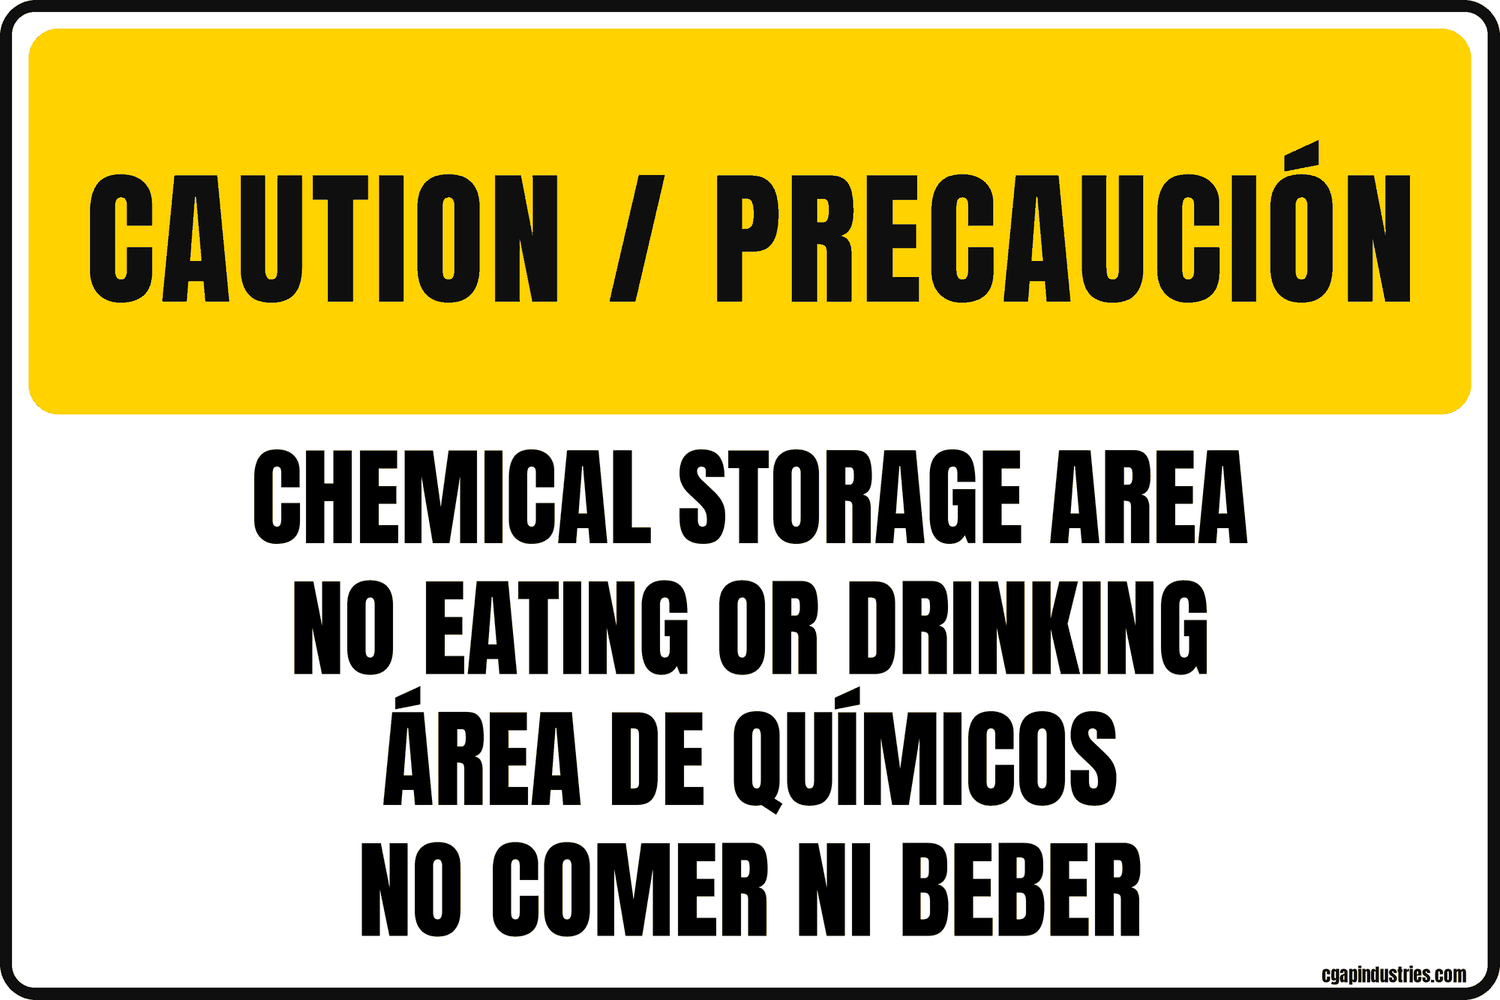 CAUTION / PRECAUCIÓN
CHEMICAL STORAGE AREA
NO EATING OR DRINKING
ÁREA DE QUÍMICOS
NO COMER NI BEBER
cgapindustries.com